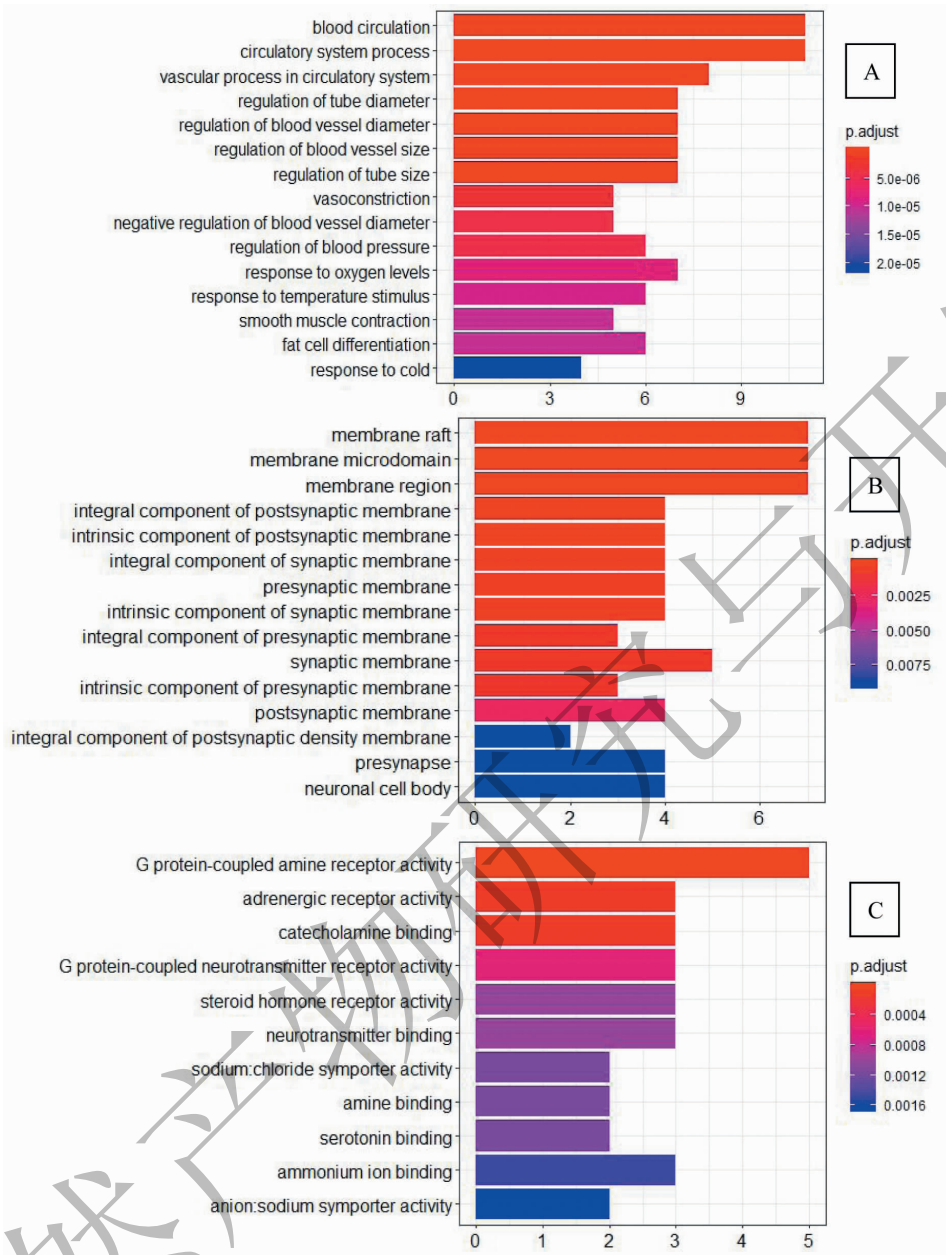 blood circulation
circulatory system process
vascular process in circulatory system
regulation of tube diameter
regulation of blood vessel diameter
regulation of blood vessel size
regulation of tube size
vasoconstriction
negative regulation of blood vessel diameter
regulation of blood pressure
response to oxygen levels
response to temperature stimulus
smooth muscle contraction
fat cell differentiation
response to cold
0 3 6 9
A
p.adjust
5.0e-06
1.0e-05
1.5e-05
2.0e-05
membrane raft
membrane microdomain
membrane region
integral component of postsynaptic membrane
intrinsic component of postsynaptic membrane
integral component of synaptic membrane
presynaptic membrane
intrinsic component of synaptic membrane
integral component of presynaptic membrane
synaptic membrane
intrinsic component of presynaptic membrane
postsynaptic membrane
integral component of postsynaptic density membrane
presynapse
neuronal cell body
0 2 4 6
B
p.adjust
0.0025
0.0050
0.0075
G protein-coupled amine receptor activity
adrenergic receptor activity
catecholamine binding
G protein-coupled neurotransmitter receptor activity
steroid hormone receptor activity
neurotransmitter binding
sodium:chloride symporter activity
amine binding
serotonin binding
ammonium ion binding
anion:sodium symporter activity
0 1 2 3 4 5
C
p.adjust
0.0004
0.0008
0.0012
0.0016
然产物研究与开